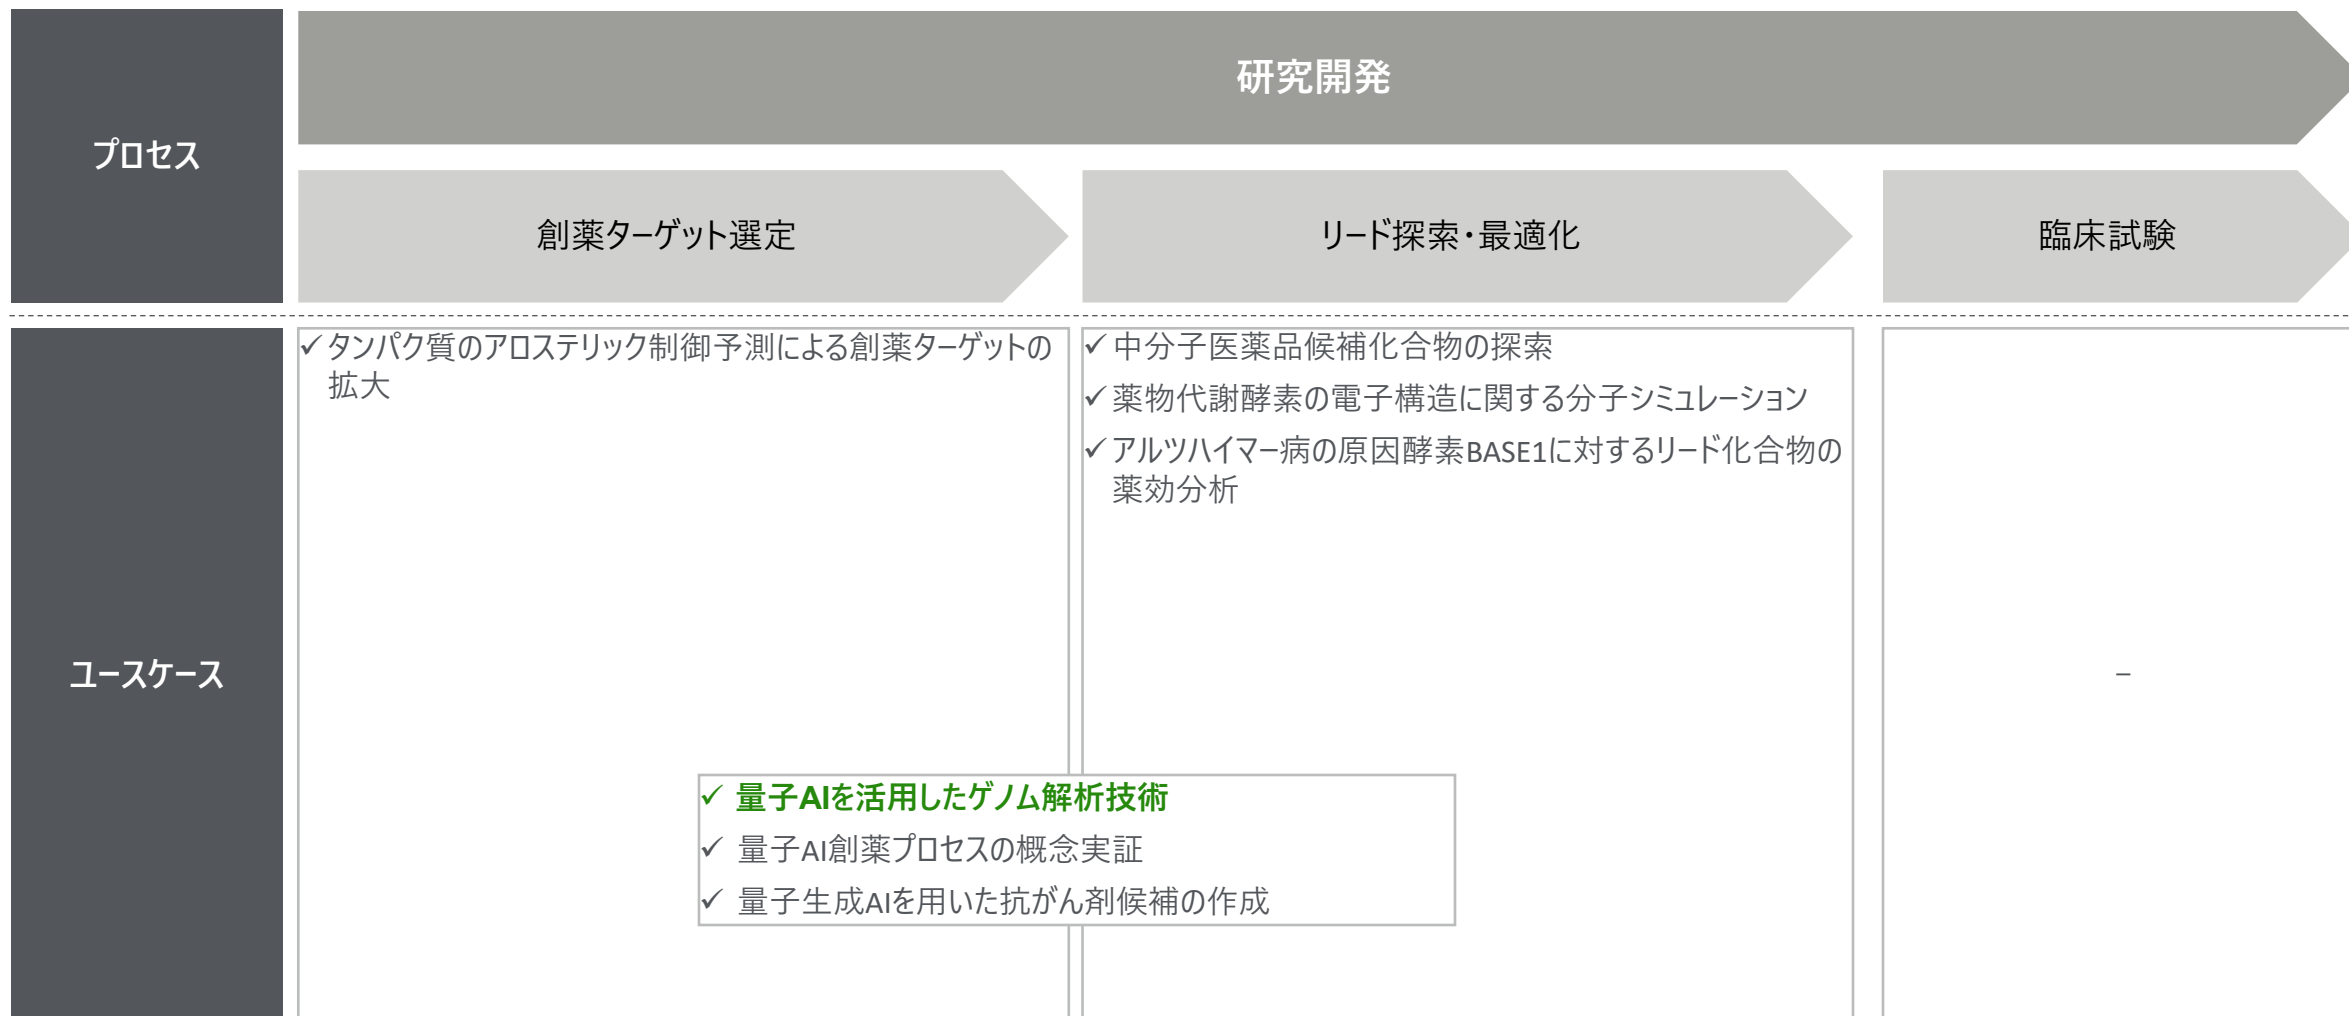 プロセス
研究開発
創薬ターゲット選定
リード探索・最適化
臨床試験
ユースケース
✓タンパク質のアロステリック制御予測による創薬ターゲットの
拡大
✓中分子医薬品候補化合物の探索
✓薬物代謝酵素の電子構造に関する分子シミュレーション
✓アルツハイマー病の原因酵素BASE1に対するリード化合物の
薬効分析
–
✓ 量子AIを活用したゲノム解析技術
✓ 量子AI創薬プロセスの概念実証
✓ 量子生成AIを用いた抗がん剤候補の作成